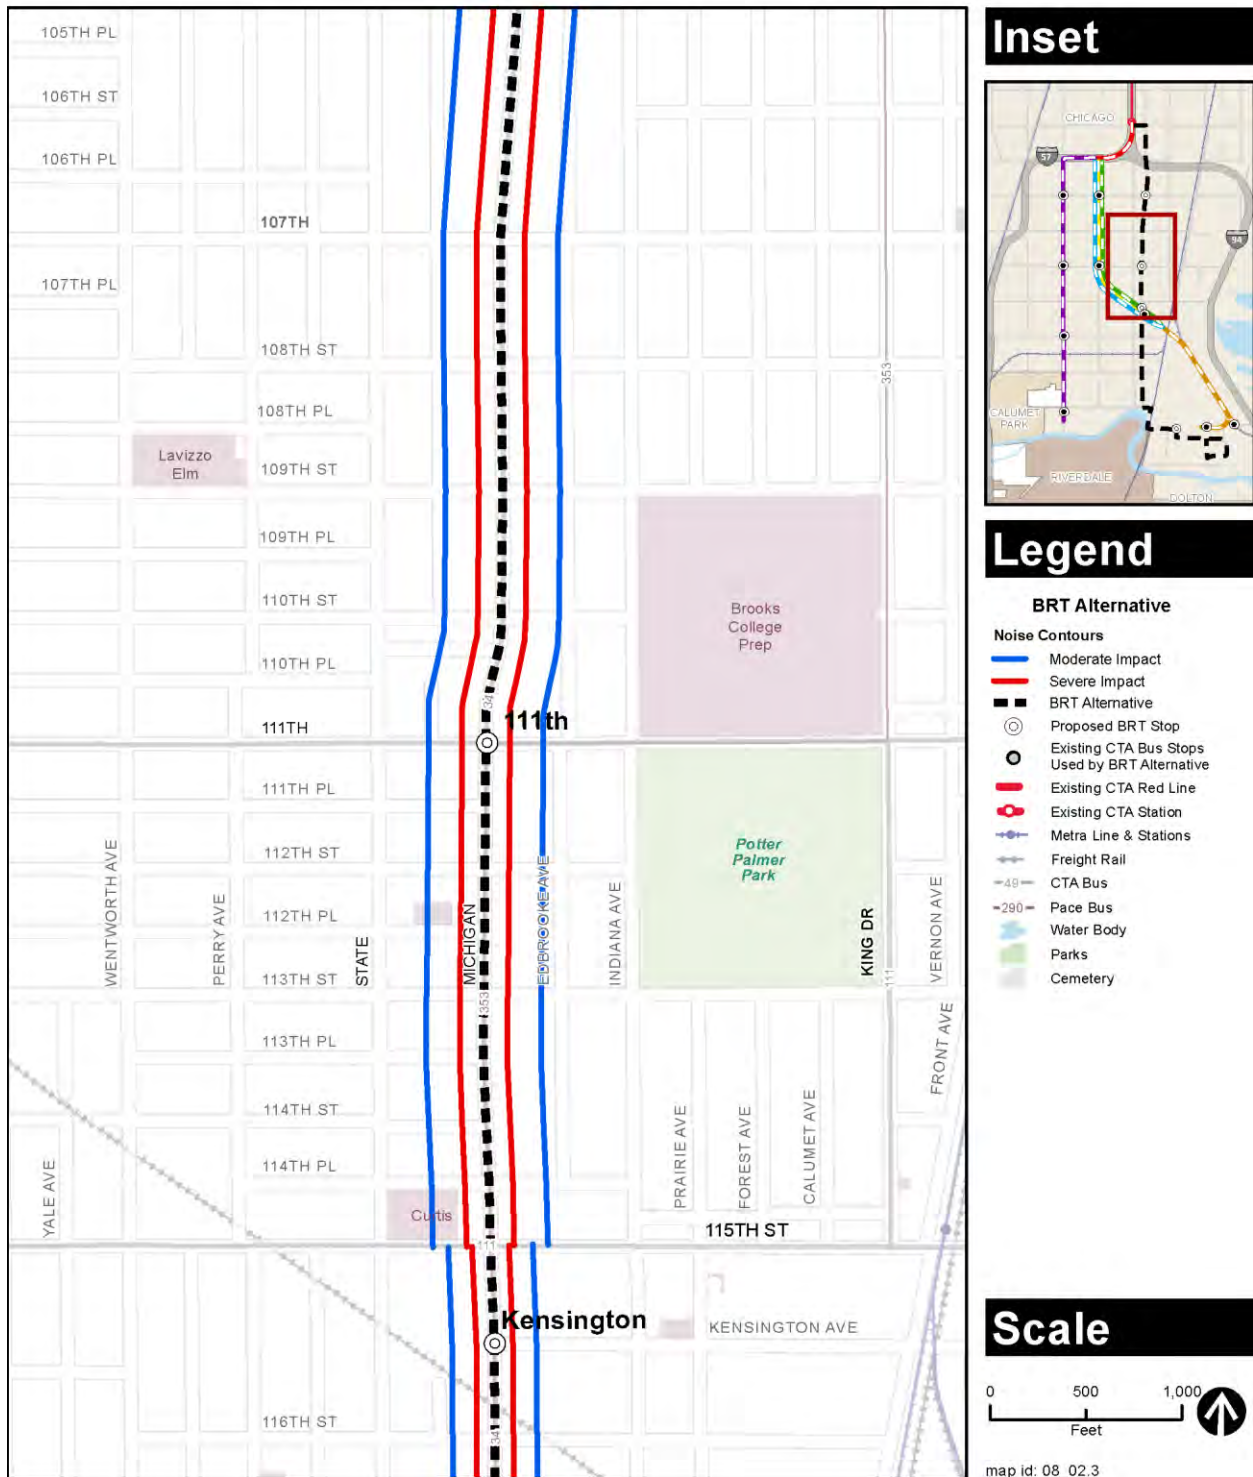 105TH PL
106TH ST
106TH PL
107TH
107TH PL
108TH ST
353
108TH PL
Lavizzo
Elm
109TH ST
109TH PL
110TH ST
Brooks
College
Prep
110TH PL
34
111th
111TH
111TH PL
112TH ST
Potter
Palmer
Park
WENTWORTH AVE
PERRY AVE
STATE
MICHIGAN
EDBROOKE AVE
INDIANA AVE
KING DR
VERNON AVE
112TH PL
113TH ST
111
353
113TH PL
FRONT AVE
114TH ST
114TH PL
YALE AVE
PRAIRIE AVE
FOREST AVE
CALUMET AVE
Curtis
115TH ST
111
Kensington
KENSINGTON AVE
116TH ST
34
Inset
CHICAGO
57
94
CALUMET
PARK
RIVERDALE
DOLTON
Legend
BRT Alternative
Noise Contours
Moderate Impact
Severe Impact
BRT Alternative
Proposed BRT Stop
Existing CTA Bus Stops
Used by BRT Alternative
Existing CTA Red Line
Existing CTA Station
Metra Line & Stations
Freight Rail
49 CTA Bus
290 Pace Bus
Water Body
Parks
Cemetery
Scale
0 500 1,000
Feet
map id: 08_02.3